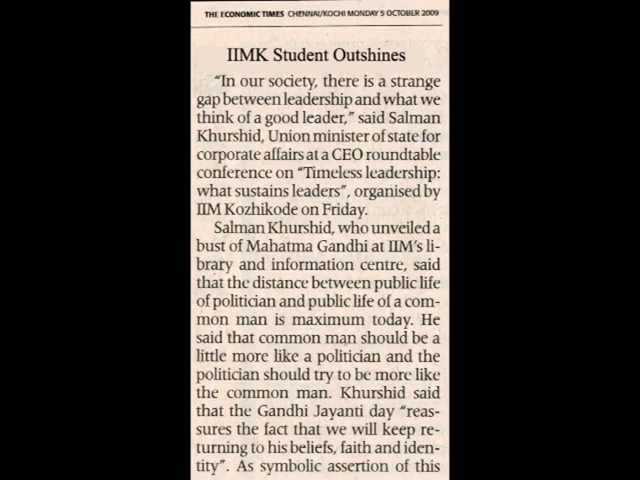 THE ECONOMIC TIMES CHENNAI/KOCHI MONDAY 5 OCTOBER 2009
IIMK Student Outshines
“In our society, there is a strange
gap between leadership and what we
think of a good leader,” said Salman
Khurshid, Union minister of state for
corporate affairs at a CEO roundtable
conference on “Timeless leadership:
what sustains leaders”, organised by
IIM Kozhikode on Friday.
Salman Khurshid, who unveiled a
bust of Mahatma Gandhi at IIM’s li-
brary and information centre, said
that the distance between public life
of politician and public life of a com-
mon man is maximum today. He
said that common man should be a
little more like a politician and the
politician should try to be more like
the common man. Khurshid said
that the Gandhi Jayanti day “reas-
sures the fact that we will keep re-
turning to his beliefs, faith and iden-
tity”. As symbolic assertion of this